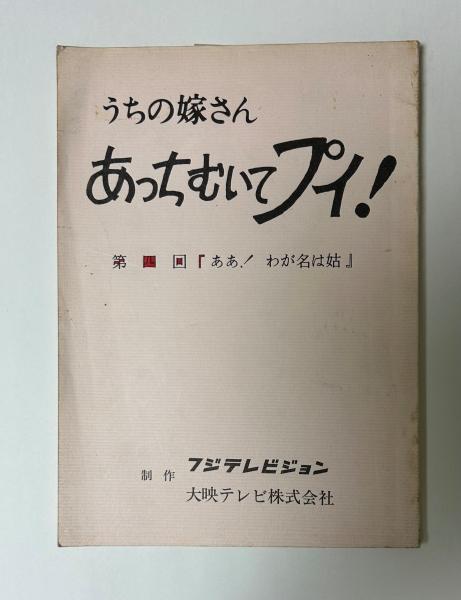 うちの嫁さん
あっちむいてプイ!
第四回『ああ!わが名は姑』
制作 フジテレビジョン
大映テレビ株式会社